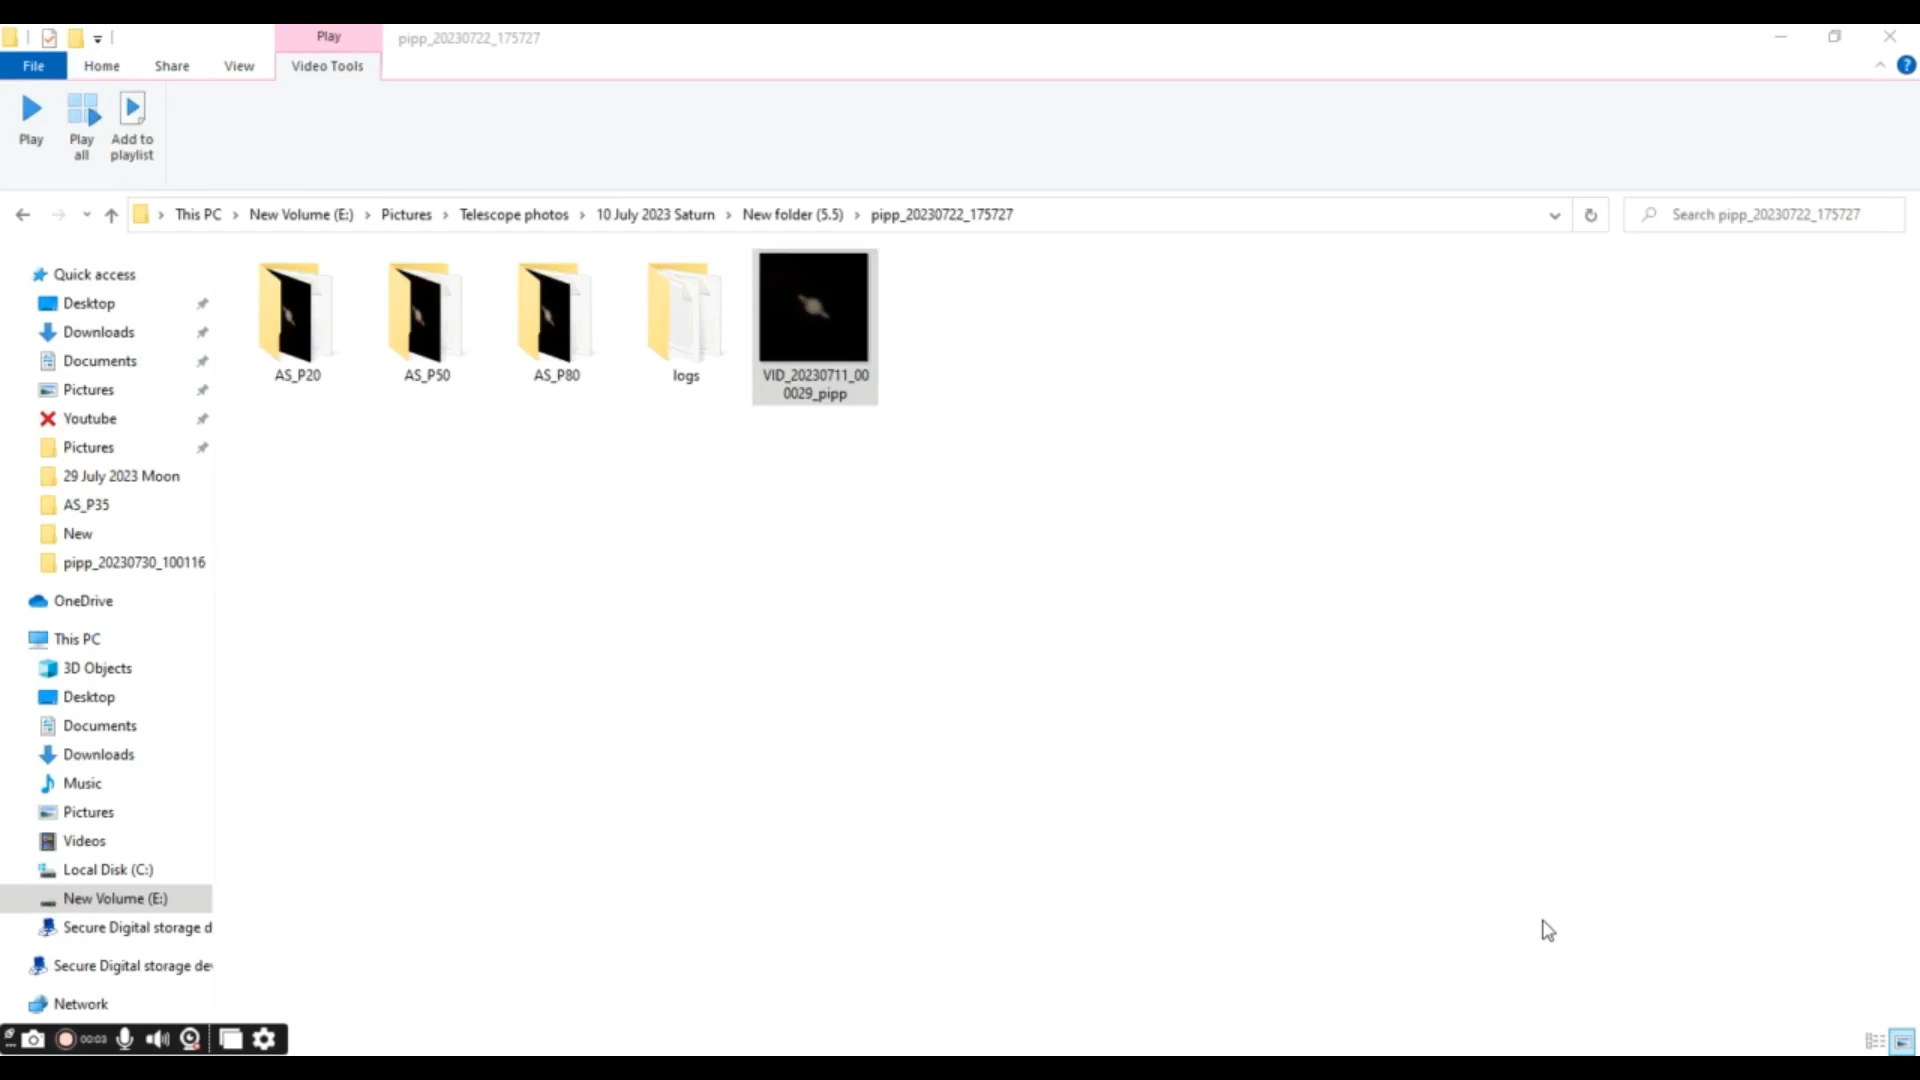 Play
pipp_20230722_175727
File
Home
Share
View
Video Tools
Play
Play
all
Add to
playlist
This PC
New Volume (E:)
Pictures
Telescope photos
10 July 2023 Saturn
New folder (5.5)
pipp_20230722_175727
Search pipp_20230722_175727
Quick access
Desktop
Downloads
Documents
Pictures
Youtube
Pictures
29 July 2023 Moon
AS_P35
New
pipp_20230730_100116
OneDrive
This PC
3D Objects
Desktop
Documents
Downloads
Music
Pictures
Videos
Local Disk (C:)
New Volume (E:)
Secure Digital storage d
Secure Digital storage dev
Network
AS_P20
AS_P50
AS_P80
logs
VID_20230711_00
0029_pipp
00:03